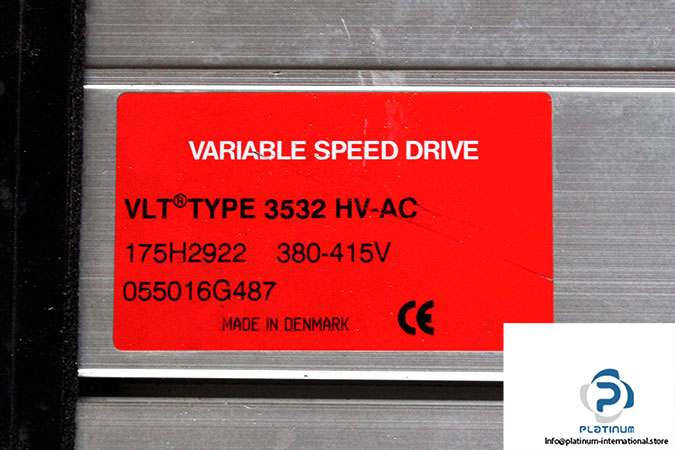 VARIABLE SPEED DRIVE
VLT® TYPE 3532 HV-AC
175H2922 380-415V
055016G487
MADE IN DENMARK CE
PLATINUM
Info@platinum-international.store